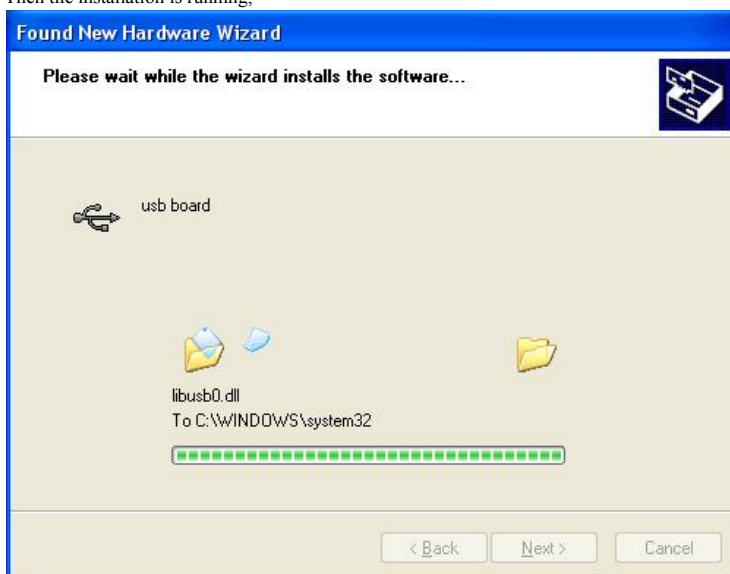 Then the installation is running,
Found New Hardware Wizard
Please wait while the wizard installs the software...
usb board
libusb0.dll
To C:\WINDOWS\system32
< Back
Next >
Cancel